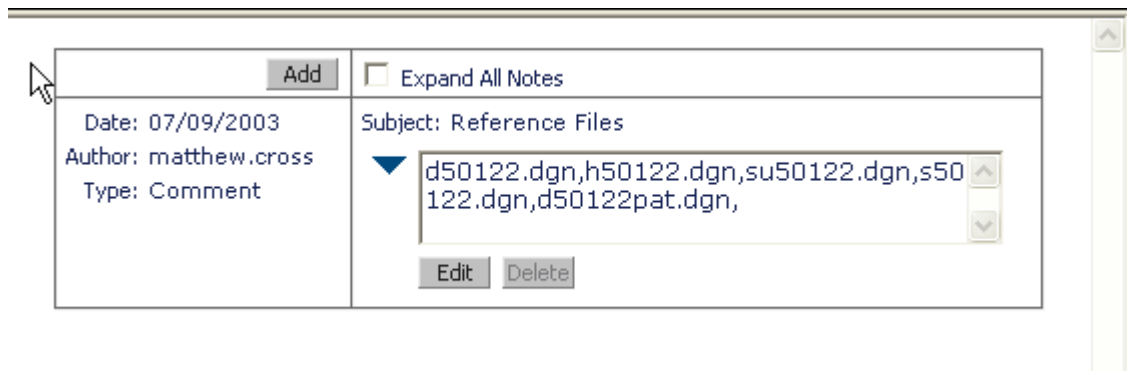 Add
Expand All Notes
Date: 07/09/2003
Subject: Reference Files
Author: matthew.cross
Type: Comment
d50122.dgn,h50122.dgn,su50122.dgn,s50
122.dgn,d50122pat.dgn,
Edit
Delete